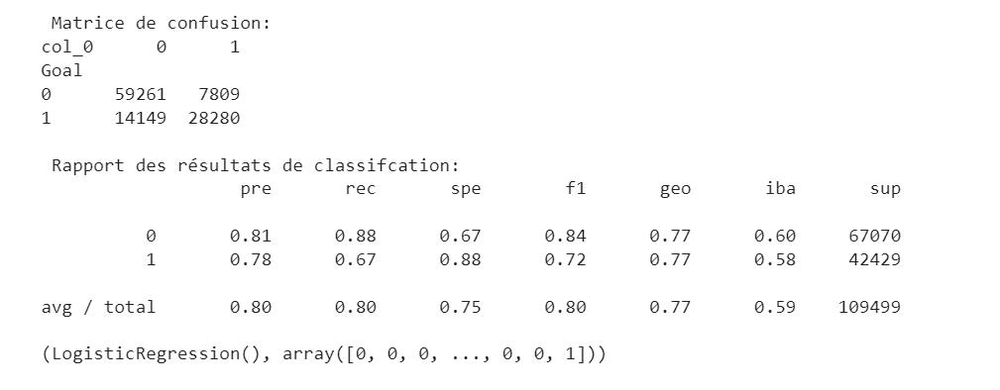 Matrice de confusion:
col_0 0 1
Goal
0 59261 7809
1 14149 28280
Rapport des résultats de classifcation:
pre rec spe f1 geo iba sup
0 0.81 0.88 0.67 0.84 0.77 0.60 67070
1 0.78 0.67 0.88 0.72 0.77 0.58 42429
avg / total 0.80 0.80 0.75 0.80 0.77 0.59 109499
(LogisticRegression(), array([0, 0, 0, ..., 0, 0, 1]))